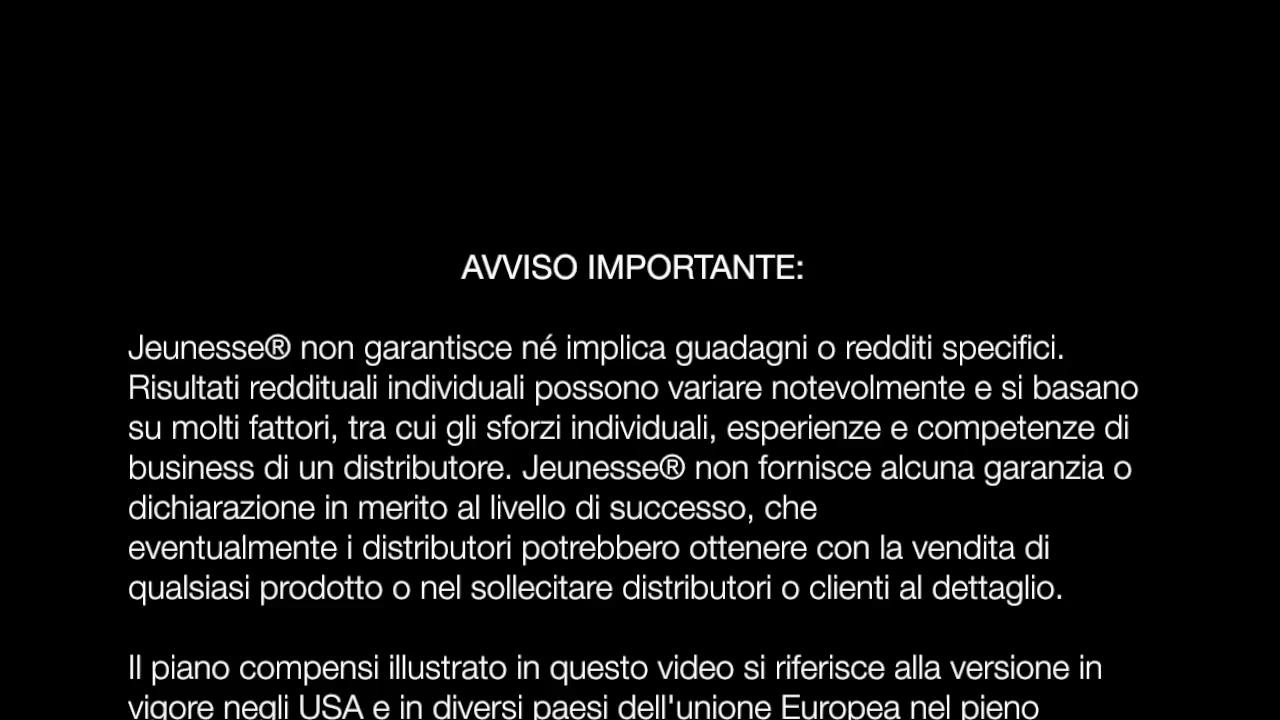 AVVISO IMPORTANTE:
Jeunesse® non garantisce né implica guadagni o redditi specifici.
Risultati reddituali individuali possono variare notevolmente e si basano
su molti fattori, tra cui gli sforzi individuali, esperienze e competenze di
business di un distributore. Jeunesse® non fornisce alcuna garanzia o
dichiarazione in merito al livello di successo, che
eventualmente i distributori potrebbero ottenere con la vendita di
qualsiasi prodotto o nel sollecitare distributori o clienti al dettaglio.
Il piano compensi illustrato in questo video si riferisce alla versione in
vigore negli USA e in diversi paesi dell'unione Europea nel pieno